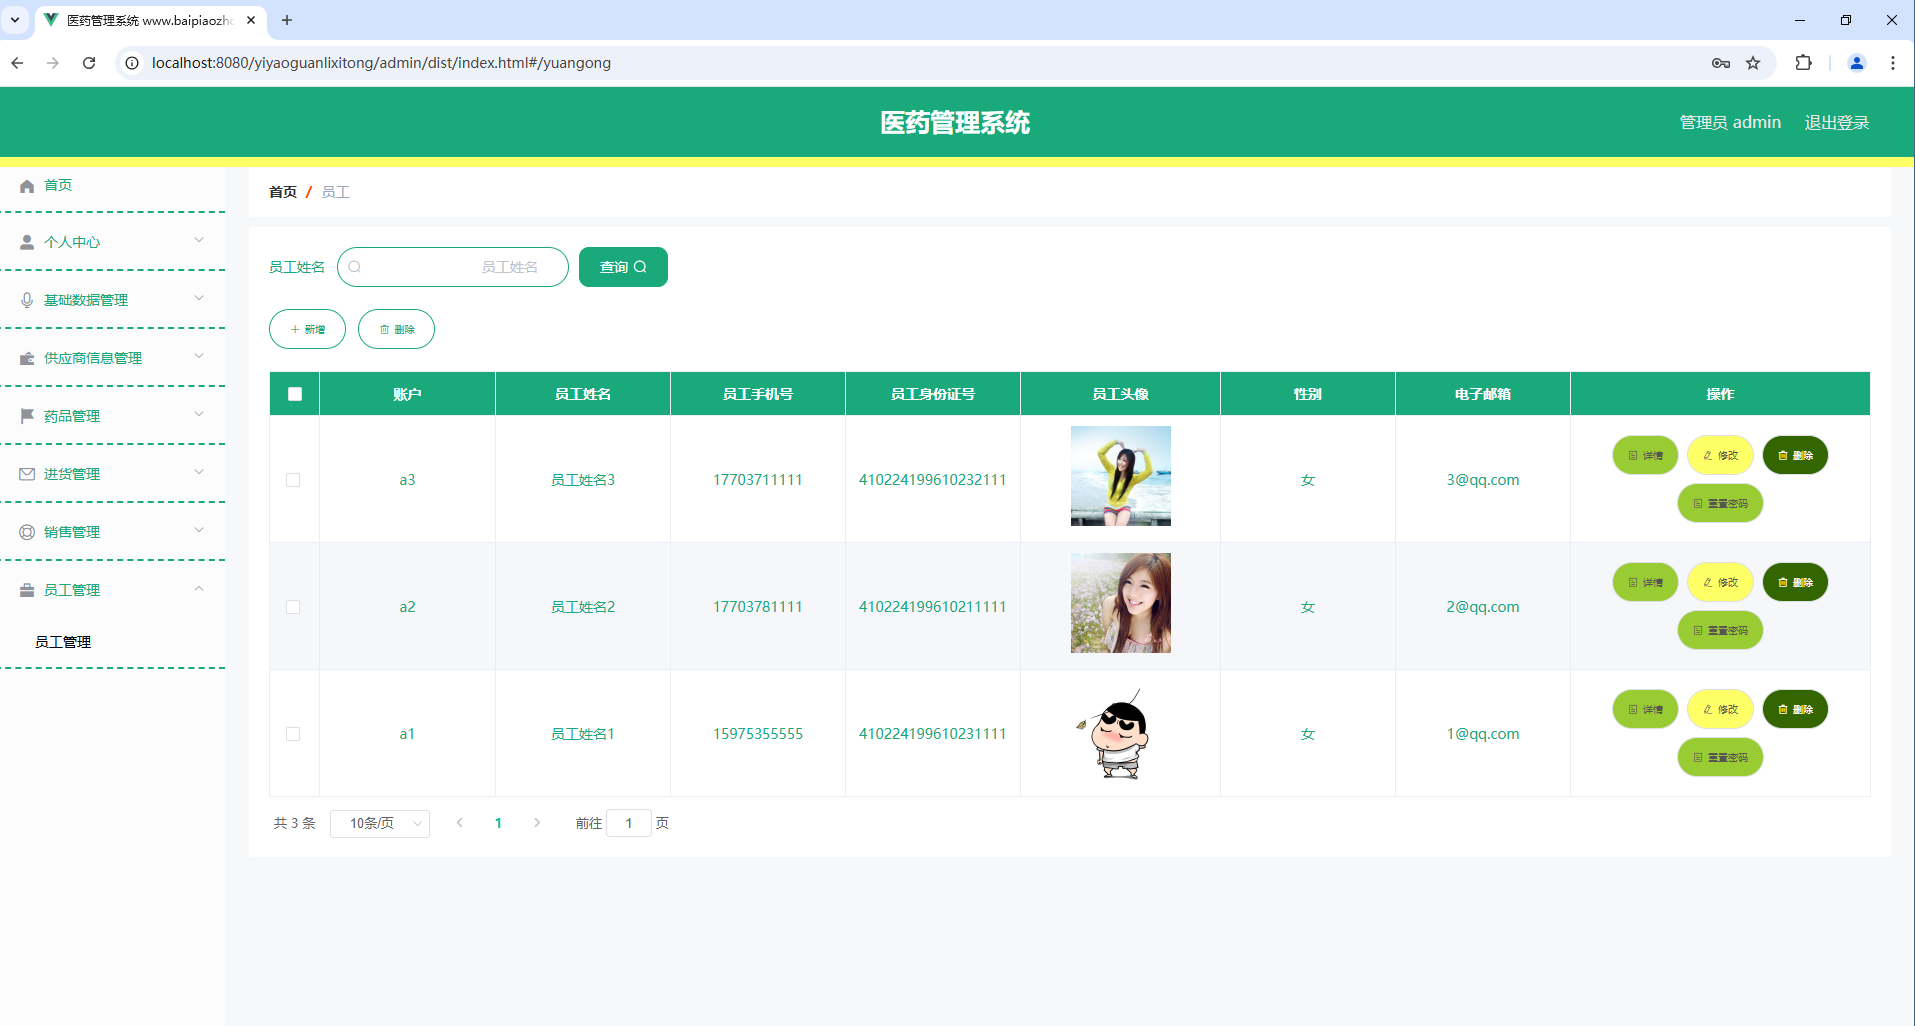 医药管理系统 www.baipiaozho
localhost:8080/yiyaoguanlixitong/admin/dist/index.html#/yuangong
医药管理系统
管理员 admin 退出登录
首页
个人中心
基础数据管理
供应商信息管理
药品管理
进货管理
销售管理
员工管理
员工管理
首页 / 员工
员工姓名 员工姓名 查询
新增 删除
账户 员工姓名 员工手机号 员工身份证号 员工头像 性别 电子邮箱 操作
a3 员工姓名3 17703711111 410224199610232111 女 3@qq.com 详情 修改 删除
重置密码
a2 员工姓名2 17703781111 410224199610211111 女 2@qq.com 详情 修改 删除
重置密码
a1 员工姓名1 15975355555 410224199610231111 女 1@qq.com 详情 修改 删除
重置密码
共 3 条 10条/页 1 前往 1 页